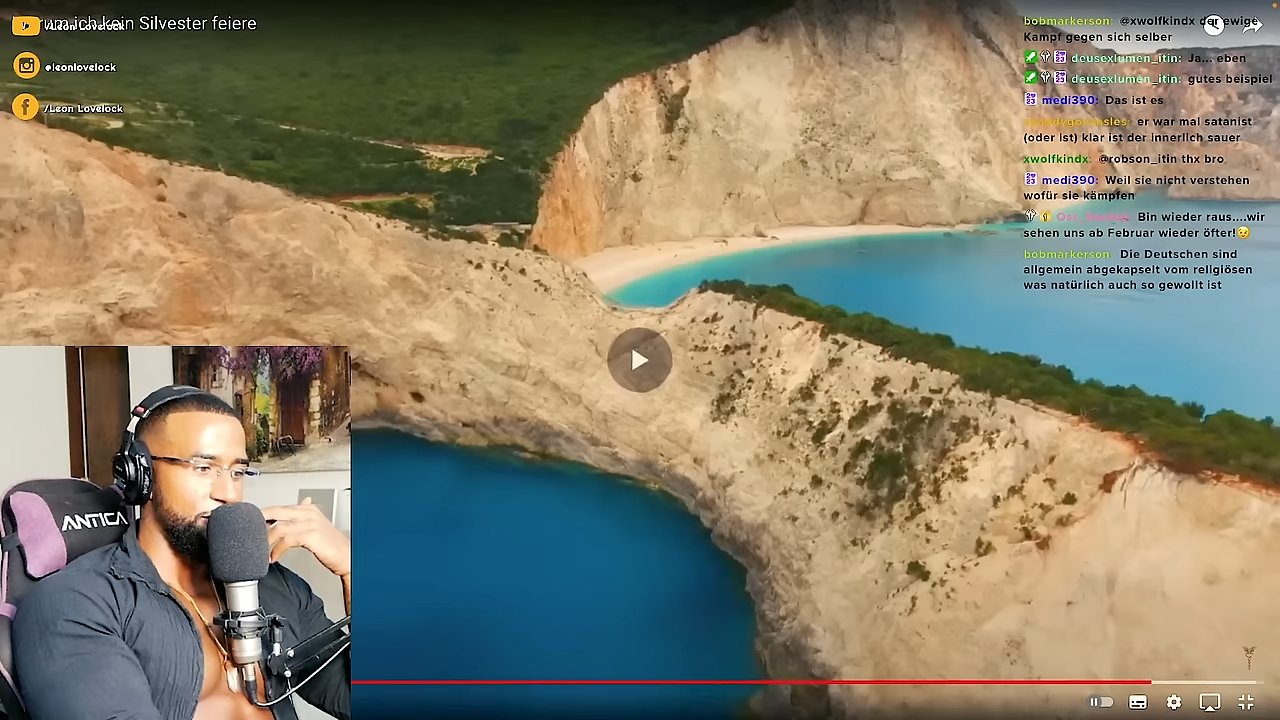 ich kein Silvester feiere
/Leon Lovelock
@leonlovelock
/Leon Lovelock
bobmarkerson: @xwolfkindx der ewige
Kampf gegen sich selber
deusexlumen_itin: Ja... eben
deusexlumen_itin: gutes beispiel
medi390: Das ist es
er war mal satanist
(oder ist) klar ist der innerlich sauer
xwolfkindx: @robson_itin thx bro
medi390: Weil sie nicht verstehen
wofür sie kämpfen
Bin wieder raus....wir
sehen uns ab Februar wieder öfter!😉
bobmarkerson: Die Deutschen sind
allgemein abgekapselt vom religiösen
was natürlich auch so gewollt ist
ANTICA